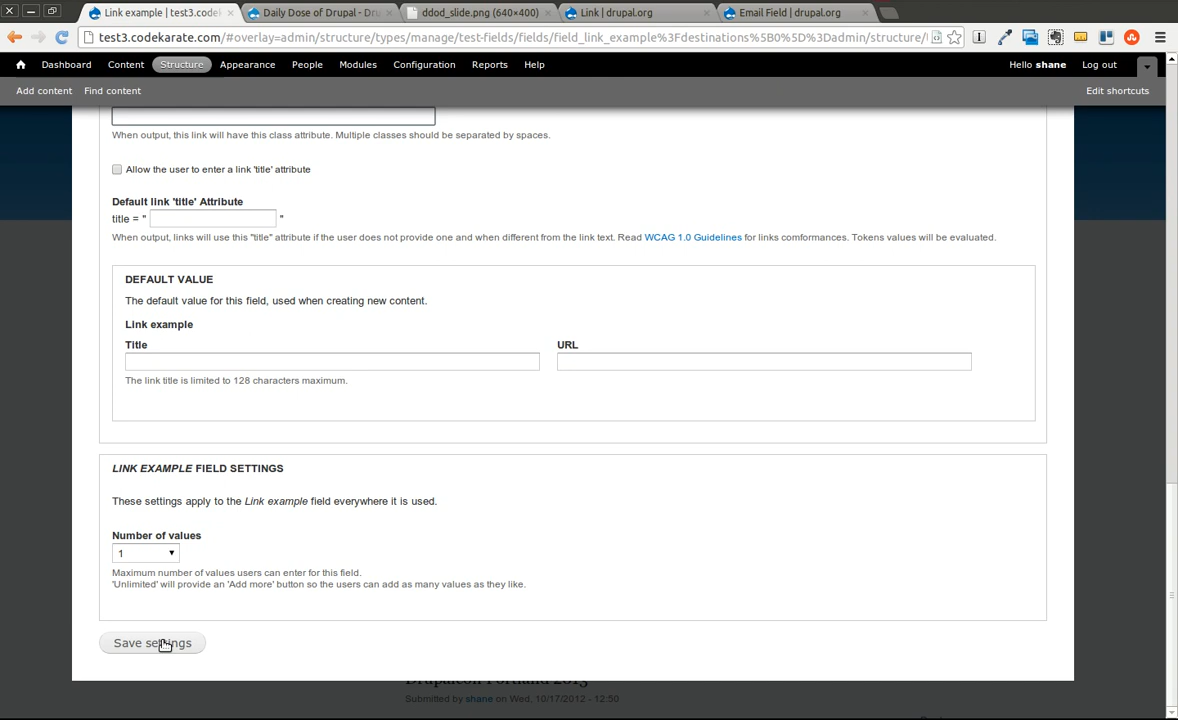 Link example | test3.codek
Daily Dose of Drupal - Dru
ddod_slide.png (640×400)
Link | drupal.org
Email Field | drupal.org
test3.codekarate.com/#overlay=admin/structure/types/manage/test-fields/fields/field_link_example%3Fdestinations%5B0%5D%3Dadmin/structure/
Dashboard Content Structure Appearance People Modules Configuration Reports Help
Hello shane Log out
Add content Find content
Edit shortcuts
When output, this link will have this class attribute. Multiple classes should be separated by spaces.
Allow the user to enter a link 'title' attribute
Default link 'title' Attribute
title = " "
When output, links will use this "title" attribute if the user does not provide one and when different from the link text. Read WCAG 1.0 Guidelines for links comformances. Tokens values will be evaluated.
DEFAULT VALUE
The default value for this field, used when creating new content.
Link example
Title URL
The link title is limited to 128 characters maximum.
LINK EXAMPLE FIELD SETTINGS
These settings apply to the Link example field everywhere it is used.
Number of values
1
Maximum number of values users can enter for this field.
'Unlimited' will provide an 'Add more' button so the users can add as many values as they like.
Save settings
Drupalcon Portland 2013
Submitted by shane on Wed, 10/17/2012 - 12:50